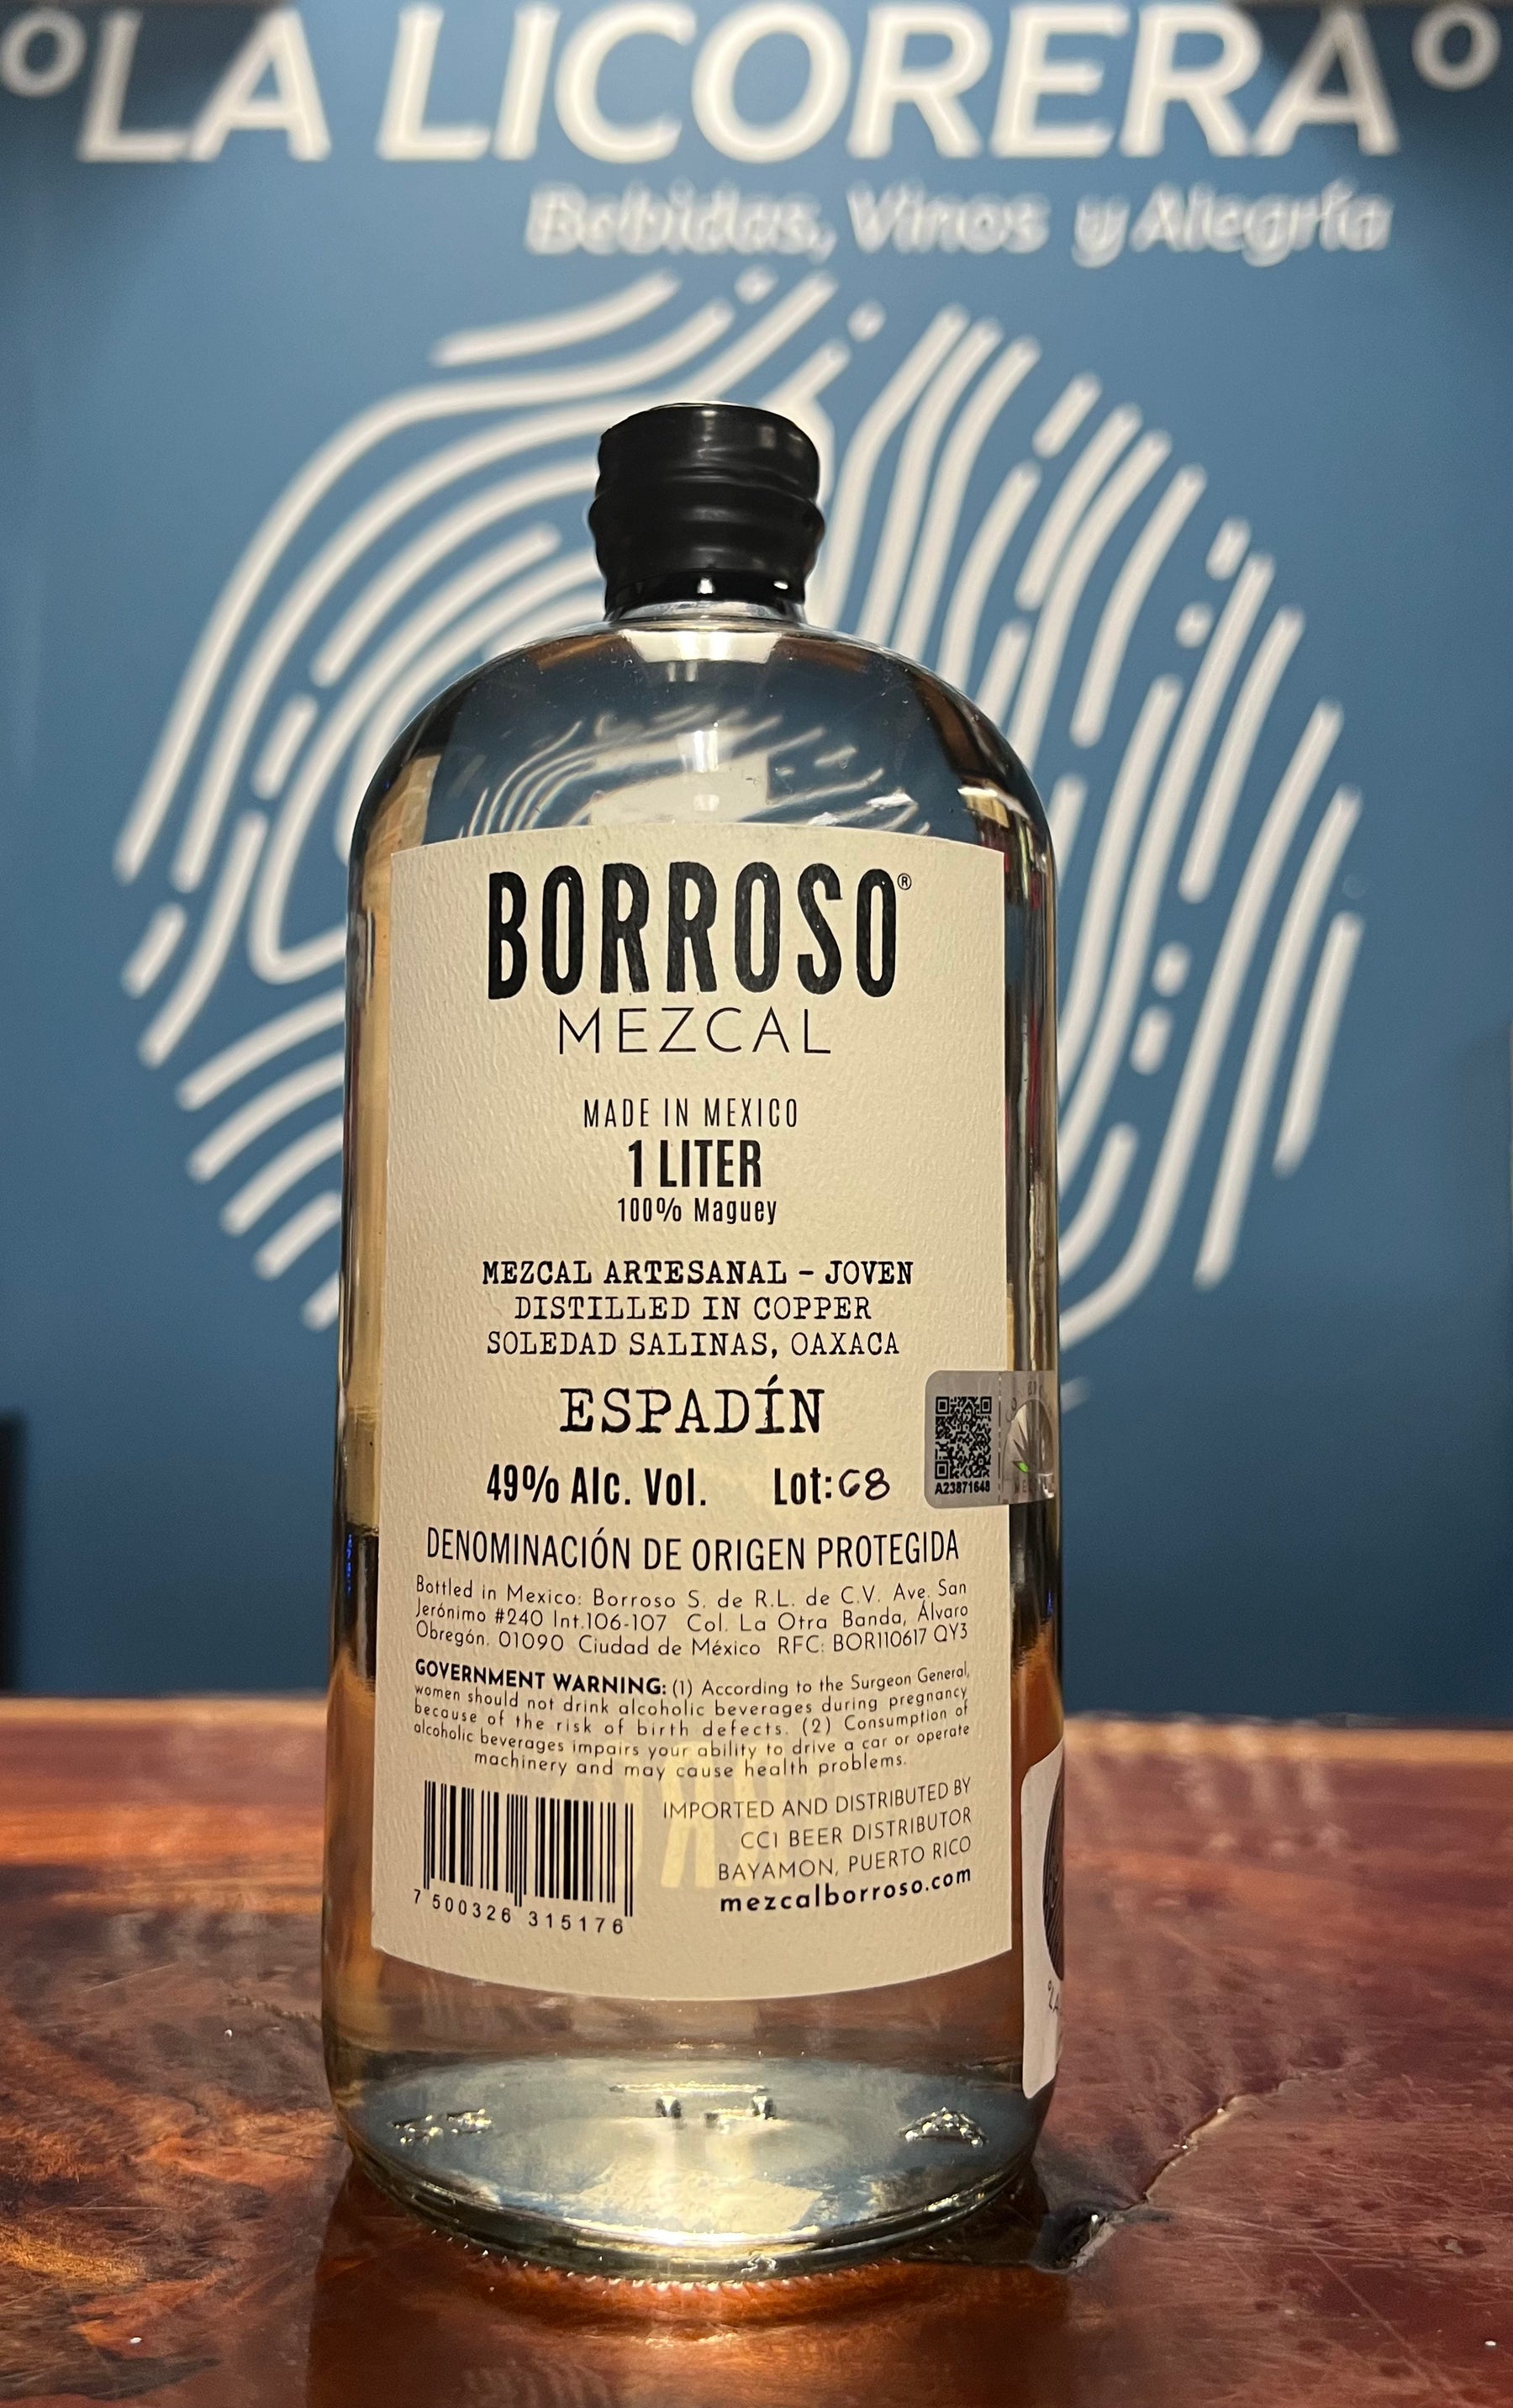 °LA LICORERA°
Bebidas, Vinos y Alegría
BORROSO®
MEZCAL
MADE IN MEXICO
1 LITER
100% Maguey
MEZCAL ARTESANAL - JOVEN
DISTILLED IN COPPER
SOLEDAD SALINAS, OAXACA
ESPADÍN
49% Alc. Vol. Lot: 68
A23871648
DENOMINACIÓN DE ORIGEN PROTEGIDA
Bottled in Mexico: Borroso S. de R.L. de C.V. Ave. San
Jerónimo #240 Int.106-107 Col. La Otra Banda, Álvaro
Obregón. 01090 Ciudad de México RFC: BOR110617 QY3
GOVERNMENT WARNING: (1) According to the Surgeon General,
women should not drink alcoholic beverages during pregnancy
because of the risk of birth defects. (2) Consumption of
alcoholic beverages impairs your ability to drive a car or operate
machinery and may cause health problems.
IMPORTED AND DISTRIBUTED BY
CC1 BEER DISTRIBUTOR
BAYAMON, PUERTO RICO
mezcalborroso.com
7 500326 315176